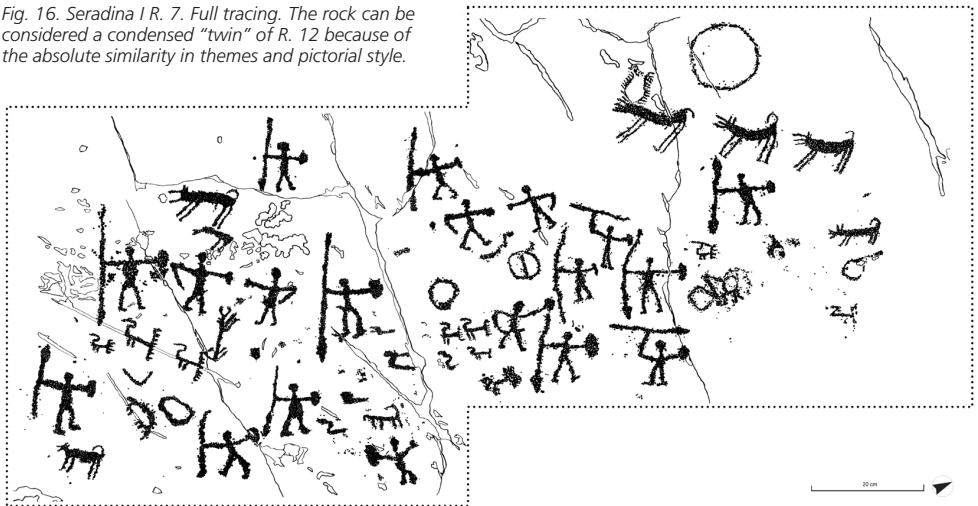 Fig. 16. Seradina I R. 7. Full tracing. The rock can be
considered a condensed “twin” of R. 12 because of
the absolute similarity in themes and pictorial style.
20 cm